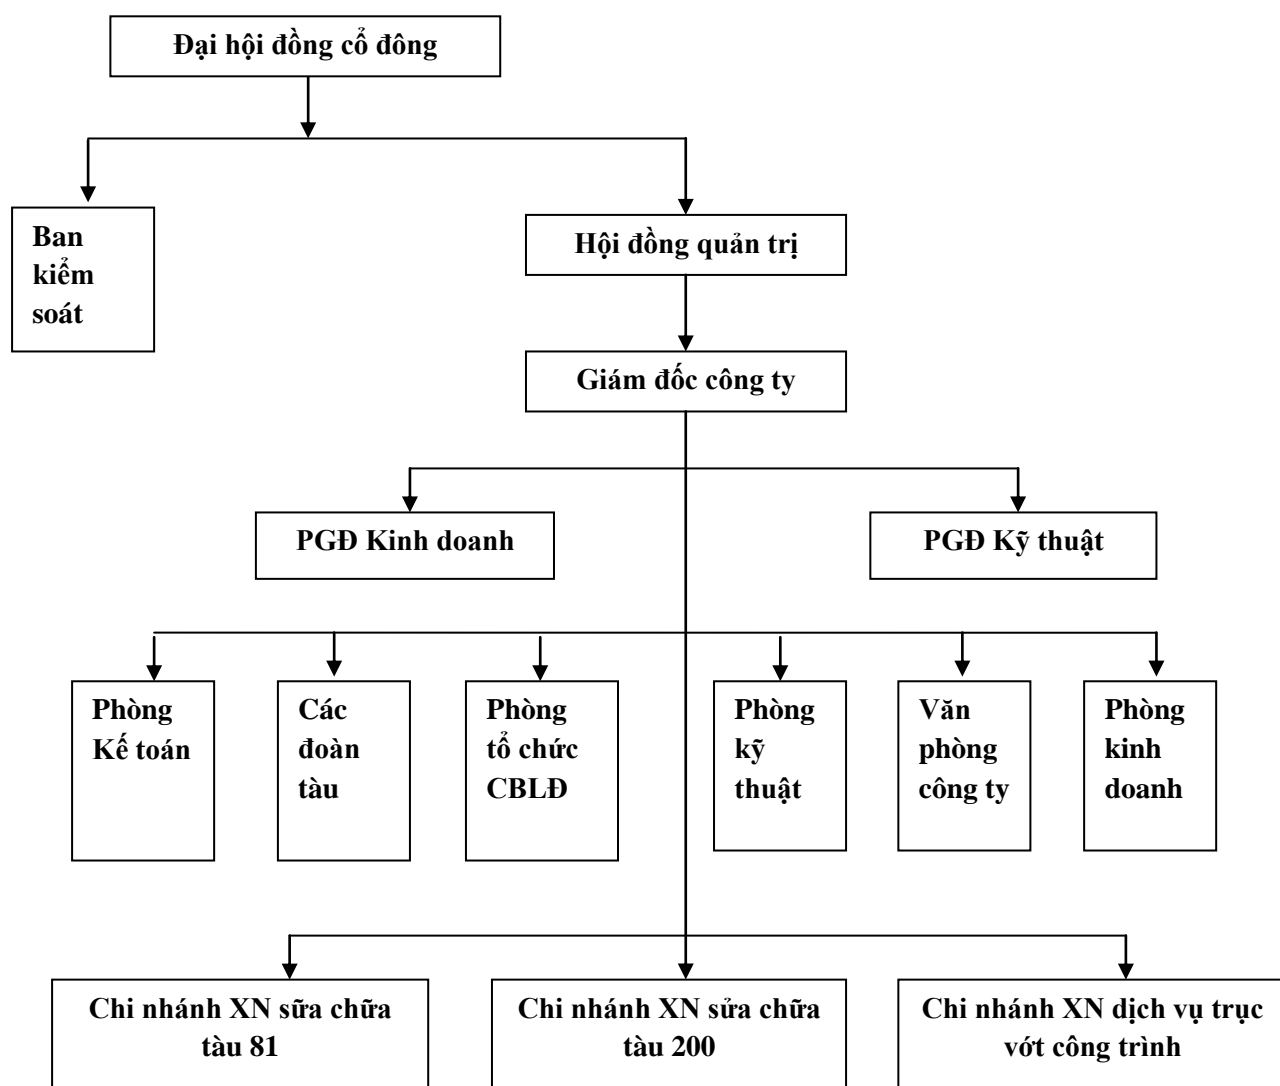 Đại hội đồng cổ đông
Ban
kiểm
soát
Hội đồng quản trị
Giám đốc công ty
PGĐ Kinh doanh
PGĐ Kỹ thuật
Phòng
Kế toán
Các
đoàn
tàu
Phòng
tổ chức
CBLĐ
Phòng
kỹ
thuật
Văn
phòng
công ty
Phòng
kinh
doanh
Chi nhánh XN sữa chữa
tàu 81
Chi nhánh XN sửa chữa
tàu 200
Chi nhánh XN dịch vụ trục
vớt công trình